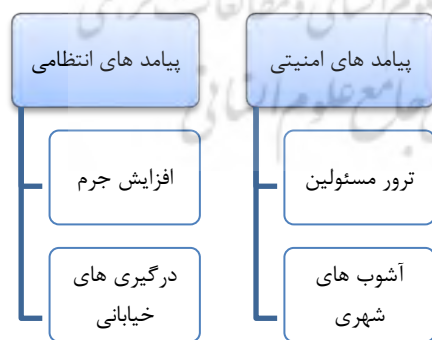 پیامد های امنیتی
ترور مسئولین
آشوب های
شهری
پیامد های انتظامی
افزایش جرم
درگیری های
خیابانی